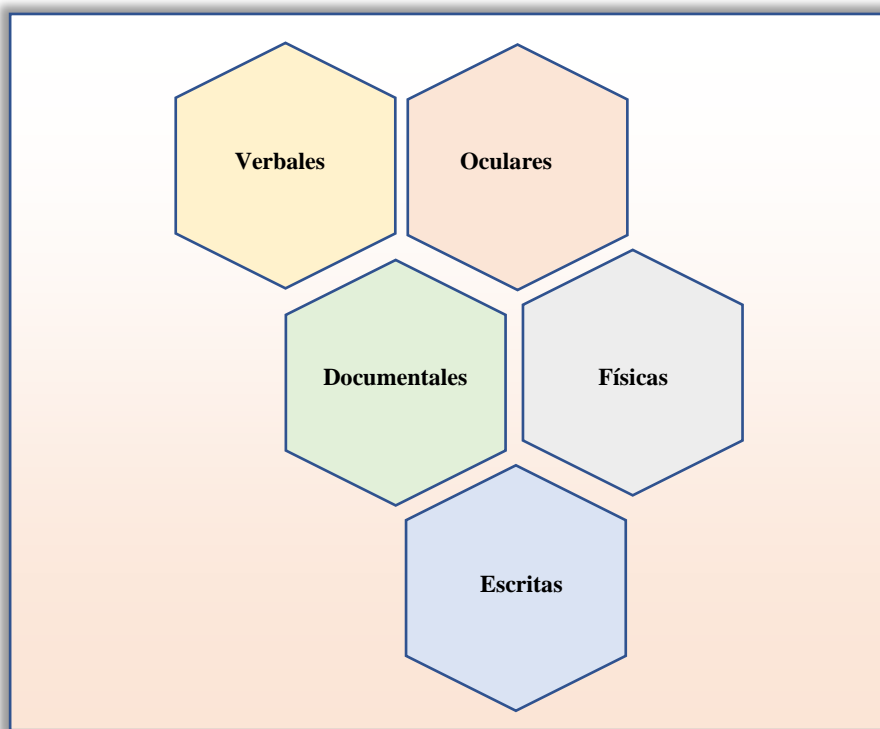 Verbales
Oculares
Documentales
Físicas
Escritas